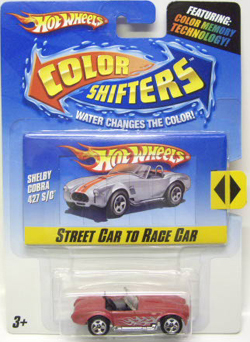 Hot Wheels
FEATURING:
COLOR MEMORY
TECHNOLOGY!
COLOR
SHIFTERS
WATER CHANGES THE COLOR!
Hot Wheels
SHELBY
COBRA
427 S/C
STREET CAR TO RACE CAR
3+